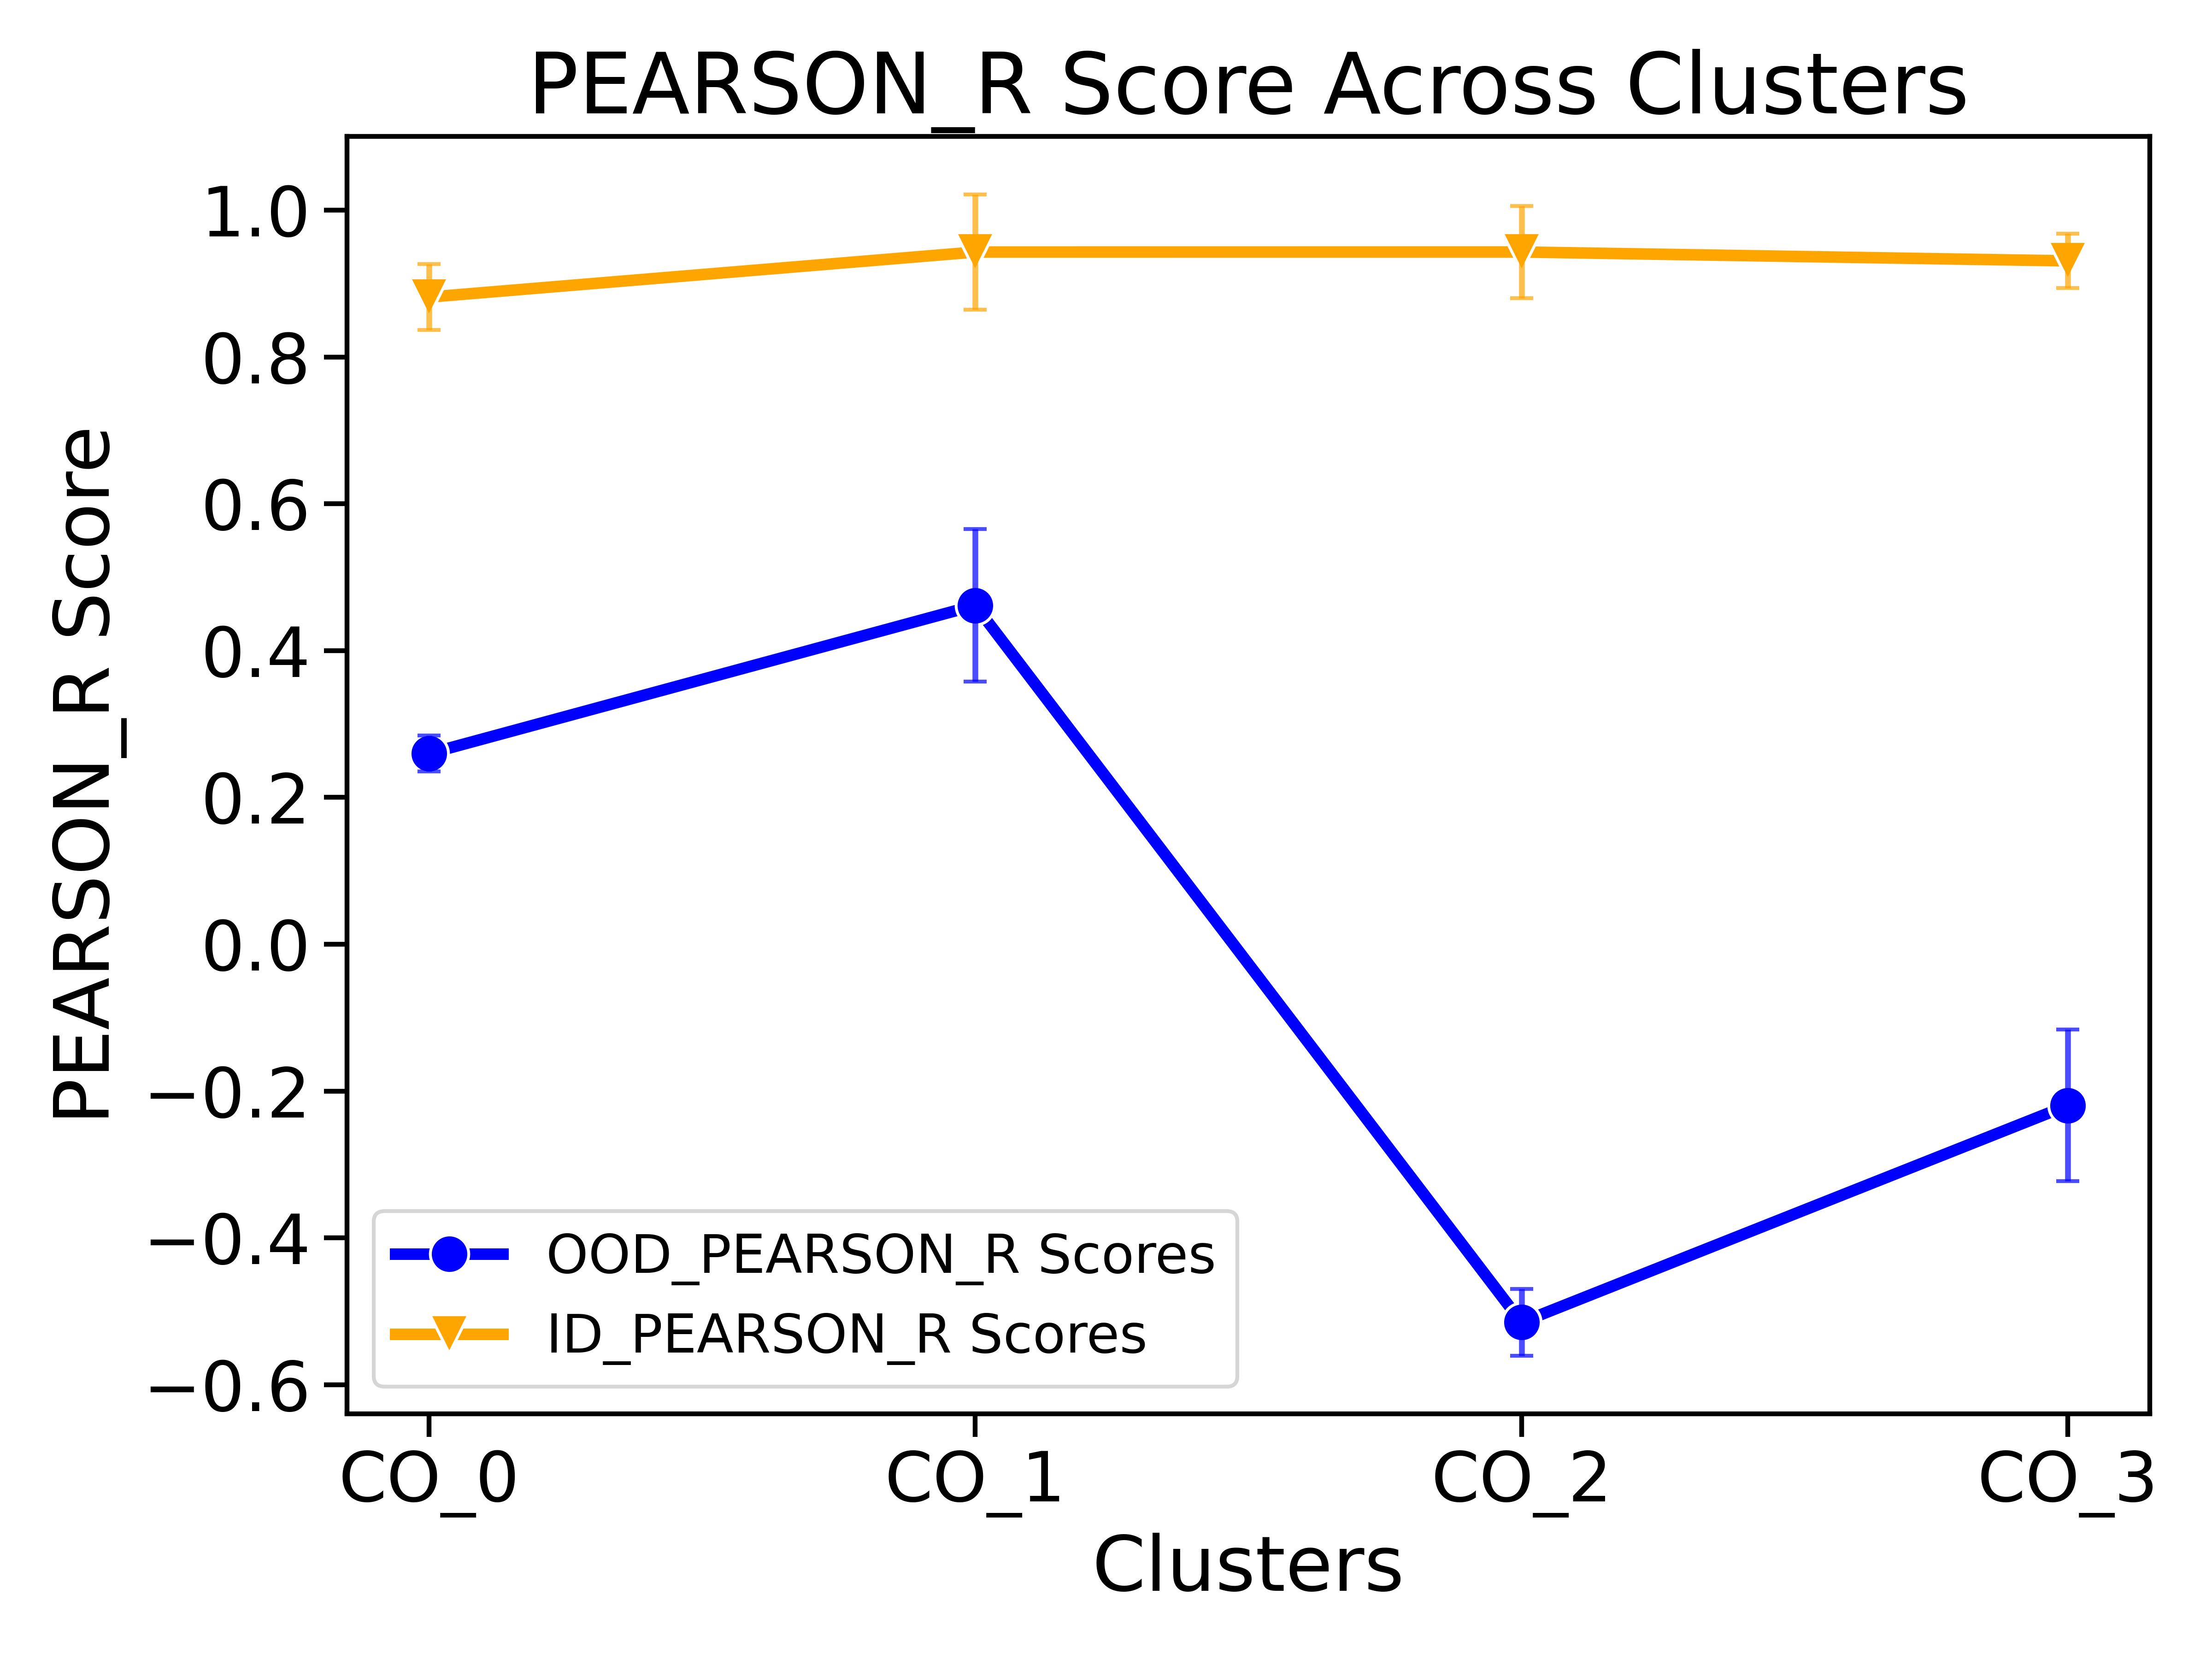 PEARSON_R Score Across Clusters
PEARSON_R Score
1.0
0.8
0.6
0.4
0.2
0.0
−0.2
−0.4
−0.6
OOD_PEARSON_R Scores
ID_PEARSON_R Scores
CO_0 CO_1 CO_2 CO_3
Clusters